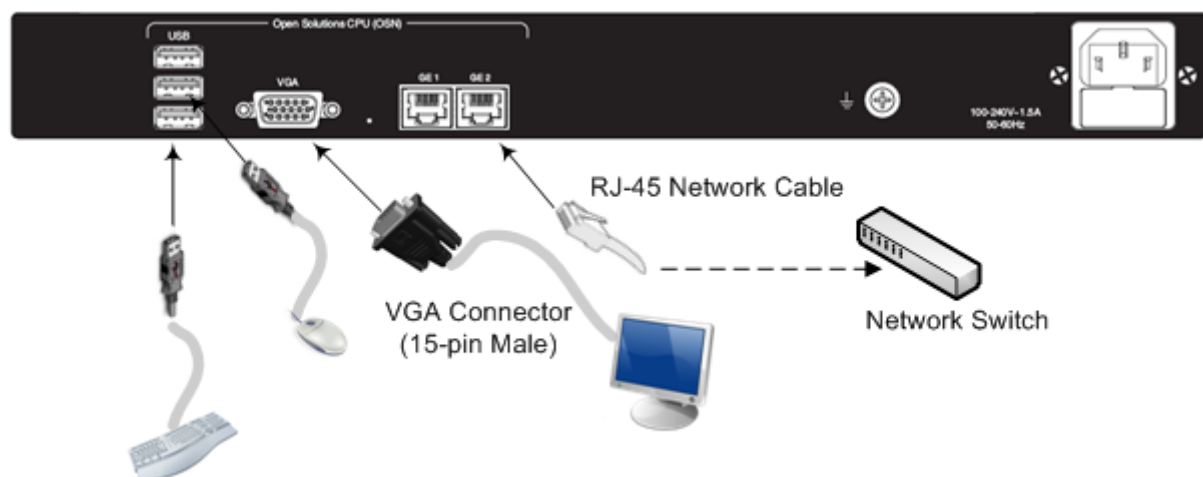 Open Solutions CPU (OSN)
USB
VGA
GE 1
GE 2
100-240V~1.5A
50-60Hz
RJ-45 Network Cable
VGA Connector
(15-pin Male)
Network Switch